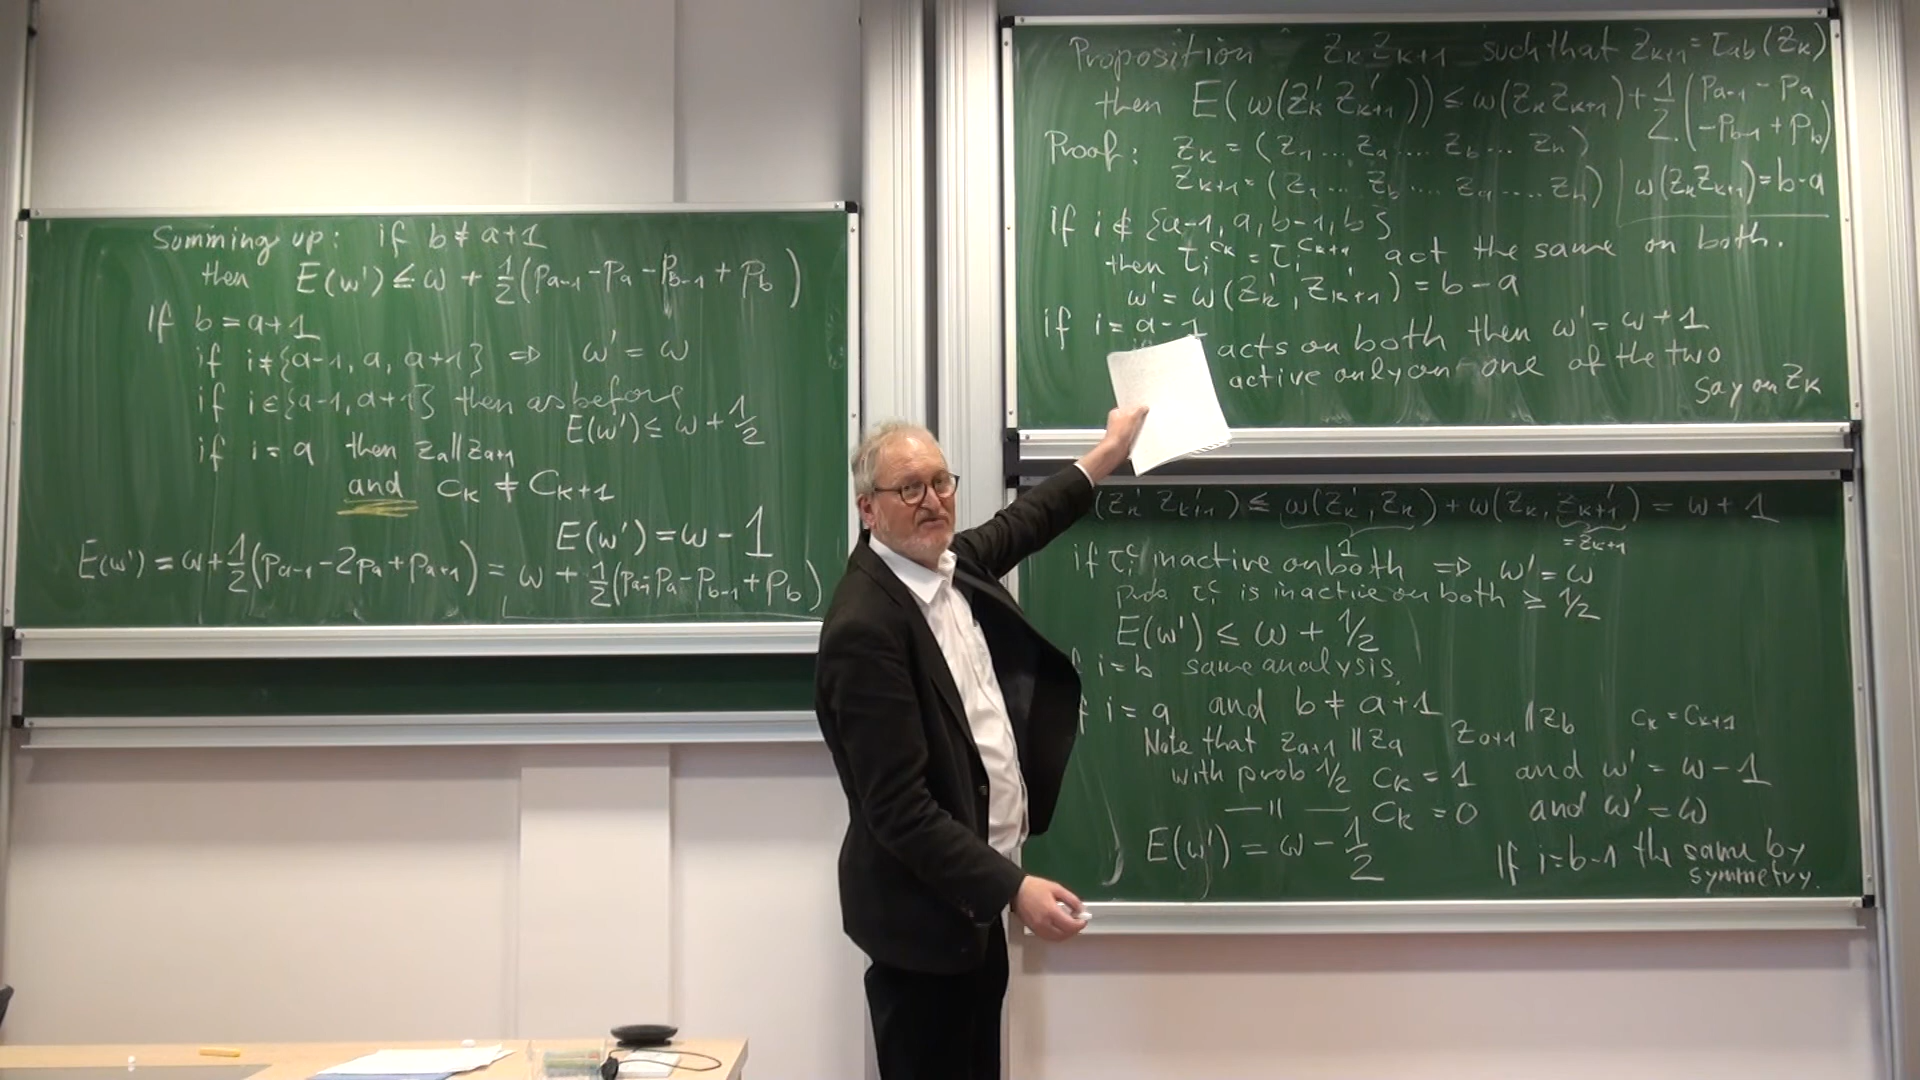 Summing up: if b ≠ a+1
then E(ω') ≤ ω + 1/2 (p_{a-1} - p_a - p_{b-1} + p_b)
If b = a+1
if i ∉ {a-1, a, a+1} ⇒ ω' = ω
if i ∈ {a-1, a+1} then as before
E(ω') ≤ ω + 1/2
if i = a then z_a || z_{a+1}
and c_k ≠ c_{k+1}
E(ω') = ω - 1
E(ω') = ω + 1/2 (p_{a-1} - 2p_a + p_{a+1}) = ω + 1/2 (p_{a-1} - p_a - p_{b-1} + p_b)
Proposition Z_k Z_{k+1} such that Z_{k+1} = τ_{ab}(Z_k)
then E(ω(Z'_k Z'_{k+1})) ≤ ω(Z_k Z_{k+1}) + 1/2 · (p_{a-1} - p_a - p_{b-1} + p_b)
Proof: Z_k = (z_1 ... z_a .... z_b ... z_n)
Z_{k+1} = (z_1 ... z_b .... z_a .... z_n) | ω(Z_k Z_{k+1}) = b-a
if i ∉ {a-1, a, b-1, b}
then τ_i^{c_k} = τ_i^{c_{k+1}} act the same on both.
ω' = ω(Z'_k, Z'_{k+1}) = b-a
if i = a-1
acts on both then ω' = ω + 1
active only on one of the two
say on Z_k
(Z'_k Z'_{k+1}) ≤ ω(Z'_k, Z_k) + ω(Z_k, Z'_{k+1}) = ω + 1
1 = Z_{k+1}
if τ_i^c inactive on both ⇒ ω' = ω
prob τ_i^c is inactive on both ≥ 1/2
E(ω') ≤ ω + 1/2
i = b same analysis.
i = a and b ≠ a+1
Note that z_{a+1} || z_a z_{a+1} || z_b c_k = c_{k+1}
with prob 1/2 c_k = 1 and ω' = ω - 1
— || — c_k = 0 and ω' = ω
E(ω') = ω - 1/2
If i = b-1 the same by
symmetry.